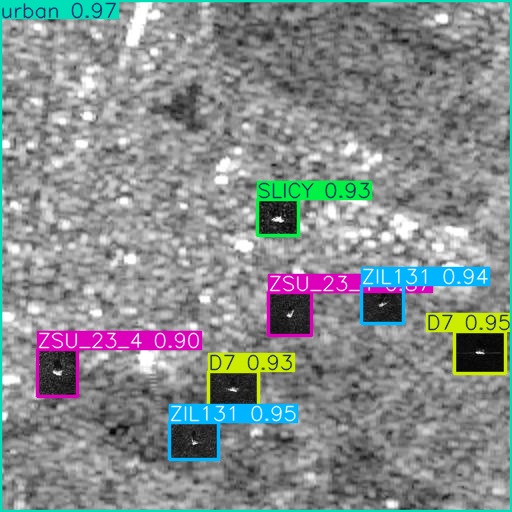 urban 0.97
SLICY 0.93
ZSU_23_
ZIL131 0.94
D7 0.95
ZSU_23_4 0.90
D7 0.93
ZIL131 0.95